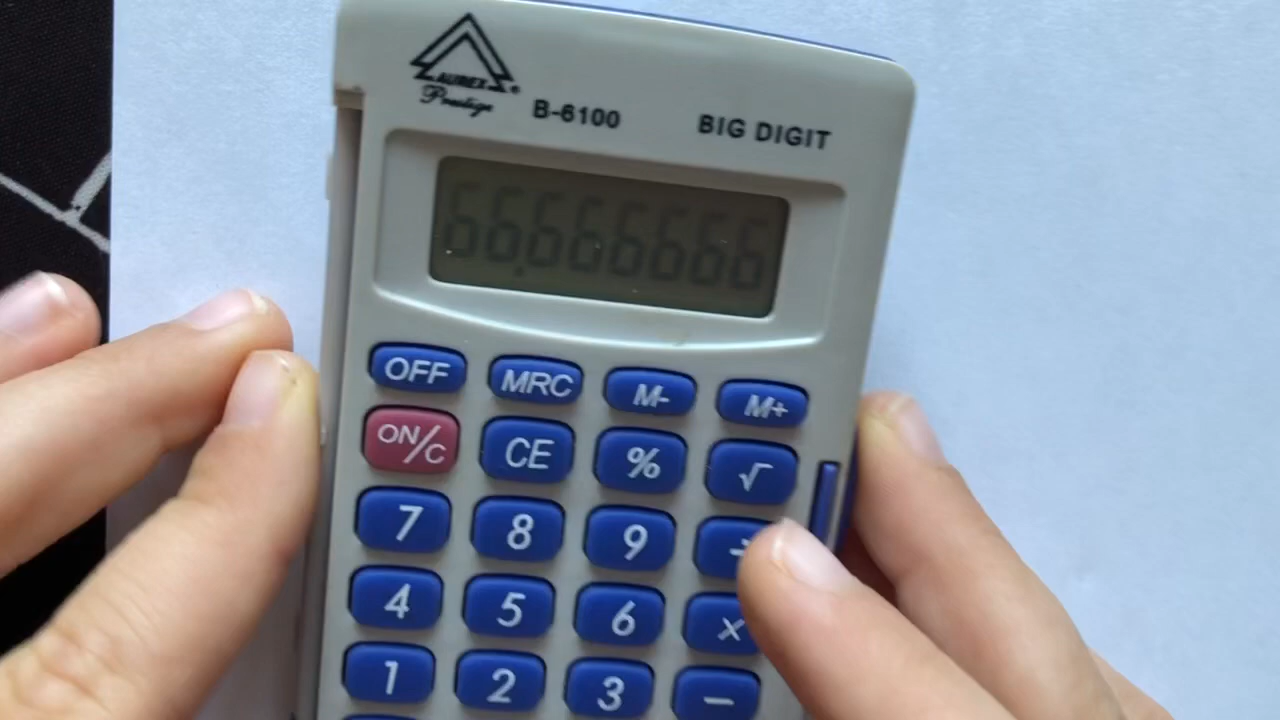 AUREX
Prestige
B-6100 BIG DIGIT
66.666666
OFF MRC M- M+
ON/C CE % √
7 8 9
4 5 6 ×
1 2 3 −